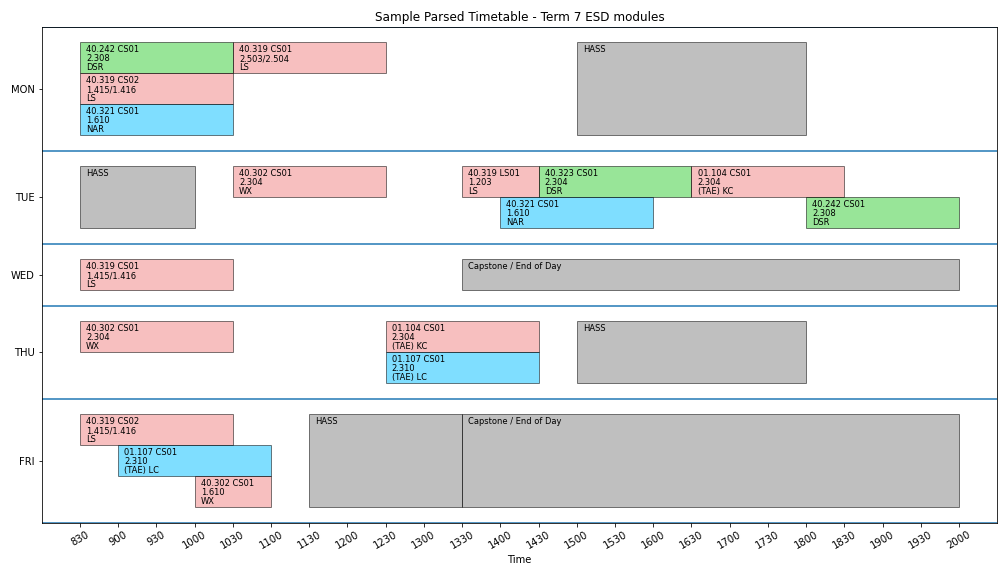 Sample Parsed Timetable - Term 7 ESD modules
MON
40.242 CS01
2.308
DSR
40.319 CS01
2.503/2.504
LS
HASS
40.319 CS02
1.415/1.416
LS
40.321 CS01
1.610
NAR
TUE
HASS
40.302 CS01
2.304
WX
40.319 LS01
1.203
LS
40.323 CS01
2.304
DSR
01.104 CS01
2.304
(TAE) KC
40.321 CS01
1.610
NAR
40.242 CS01
2.308
DSR
WED
40.319 CS01
1.415/1.416
LS
Capstone / End of Day
THU
40.302 CS01
2.304
WX
01.104 CS01
2.304
(TAE) KC
HASS
01.107 CS01
2.310
(TAE) LC
FRI
40.319 CS02
1.415/1.416
LS
HASS
Capstone / End of Day
01.107 CS01
2.310
(TAE) LC
40.302 CS01
1.610
WX
830 900 930 1000 1030 1100 1130 1200 1230 1300 1330 1400 1430 1500 1530 1600 1630 1700 1730 1800 1830 1900 1930 2000
Time